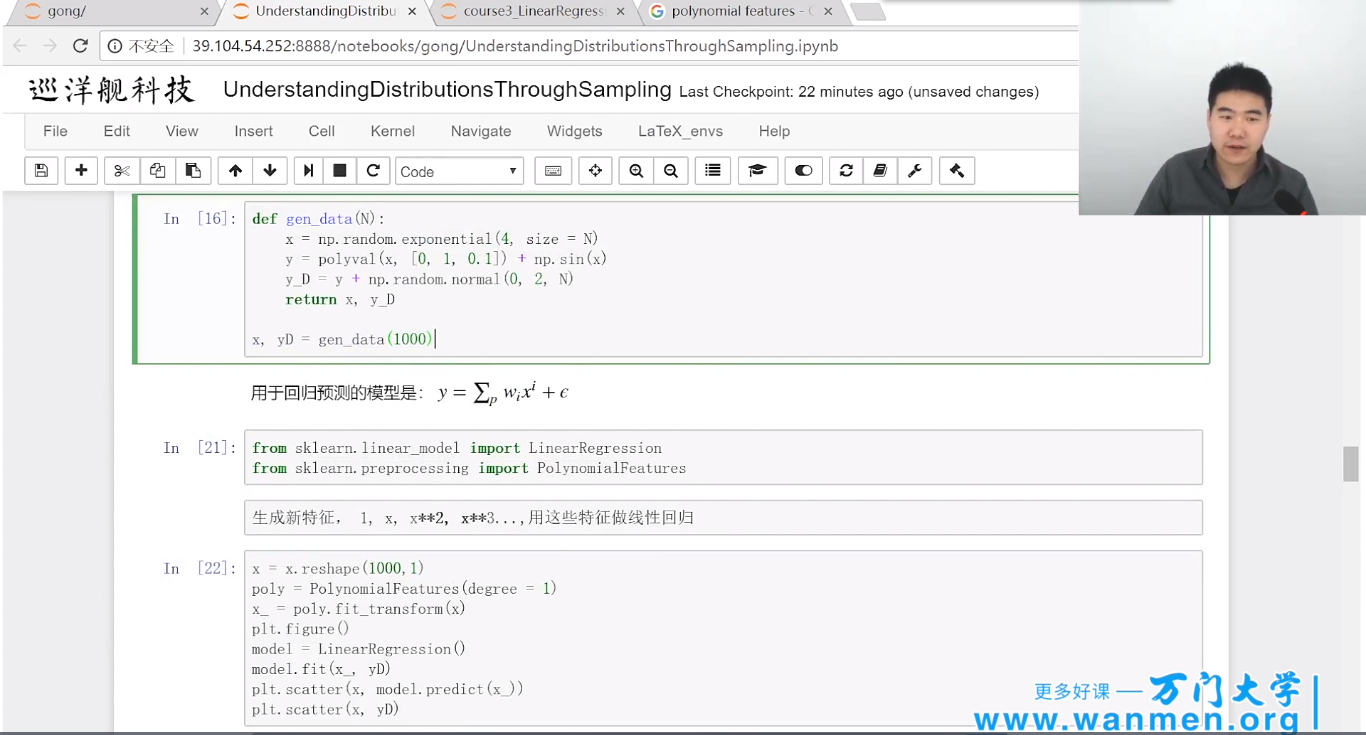 gong/
UnderstandingDistribu
course3_LinearRegress
polynomial features - G
不安全
39.104.54.252:8888/notebooks/gong/UnderstandingDistributionsThroughSampling.ipynb
巡洋舰科技
UnderstandingDistributionsThroughSampling Last Checkpoint: 22 minutes ago (unsaved changes)
File Edit View Insert Cell Kernel Navigate Widgets LaTeX_envs Help
Code
In [16]: def gen_data(N):
x = np.random.exponential(4, size = N)
y = polyval(x, [0, 1, 0.1]) + np.sin(x)
y_D = y + np.random.normal(0, 2, N)
return x, y_D
x, yD = gen_data(1000)
用于回归预测的模型是: y = ∑p wᵢxⁱ + ϵ
In [21]: from sklearn.linear_model import LinearRegression
from sklearn.preprocessing import PolynomialFeatures
生成新特征， 1, x, x**2, x**3...,用这些特征做线性回归
In [22]: x = x.reshape(1000,1)
poly = PolynomialFeatures(degree = 1)
x_ = poly.fit_transform(x)
plt.figure()
model = LinearRegression()
model.fit(x_, yD)
plt.scatter(x, model.predict(x_))
plt.scatter(x, yD)
更多好课 — 万门大学
www.wanmen.org